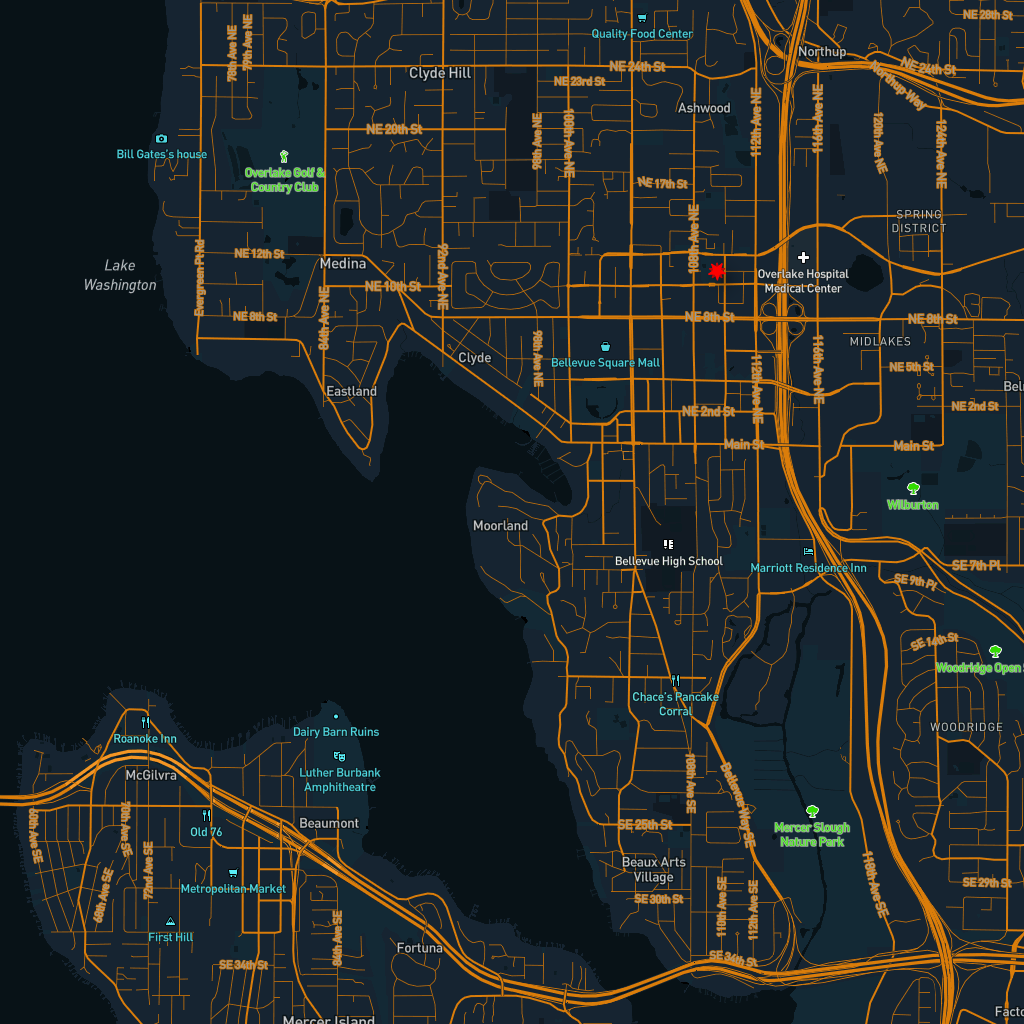 NE 28th St
Quality Food Center
78th Ave NE
79th Ave NE
Northup
NE 24th St
NE 24th St
Clyde Hill
NE 23rd St
Northup Way
Ashwood
112th Ave NE
116th Ave NE
98th Ave NE
100th Ave NE
120th Ave NE
124th Ave NE
NE 20th St
Bill Gates's house
Overlake Golf &
Country Club
NE 17th St
SPRING
DISTRICT
108th Ave NE
Lake
Washington
Evergreen Pt Rd
NE 12th St
Medina
92nd Ave NE
Overlake Hospital
Medical Center
NE 10th St
84th Ave NE
NE 8th St
NE 8th St
NE 8th St
MIDLAKES
Clyde
98th Ave NE
Bellevue Square Mall
112th Ave NE
116th Ave NE
NE 5th St
Eastland
Bel
NE 2nd St
NE 2nd St
Main St
Main St
Wilburton
Moorland
Bellevue High School
Marriott Residence Inn
SE 7th Pl
SE 9th Pl
SE 14th St
Woodridge Open S
Chace's Pancake
Corral
WOODRIDGE
Roanoke Inn
Dairy Barn Ruins
McGilvra
Luther Burbank
Amphitheatre
108th Ave SE
Bellevue Way SE
60th Ave SE
70th Ave SE
Old 76
Beaumont
SE 25th St
Mercer Slough
Nature Park
72nd Ave SE
68th Ave SE
Beaux Arts
Village
118th Ave SE
Metropolitan Market
SE 29th St
SE 30th St
110th Ave SE
112th Ave SE
First Hill
84th Ave SE
Fortuna
SE 34th St
SE 34th St
Mercer Island
Facto